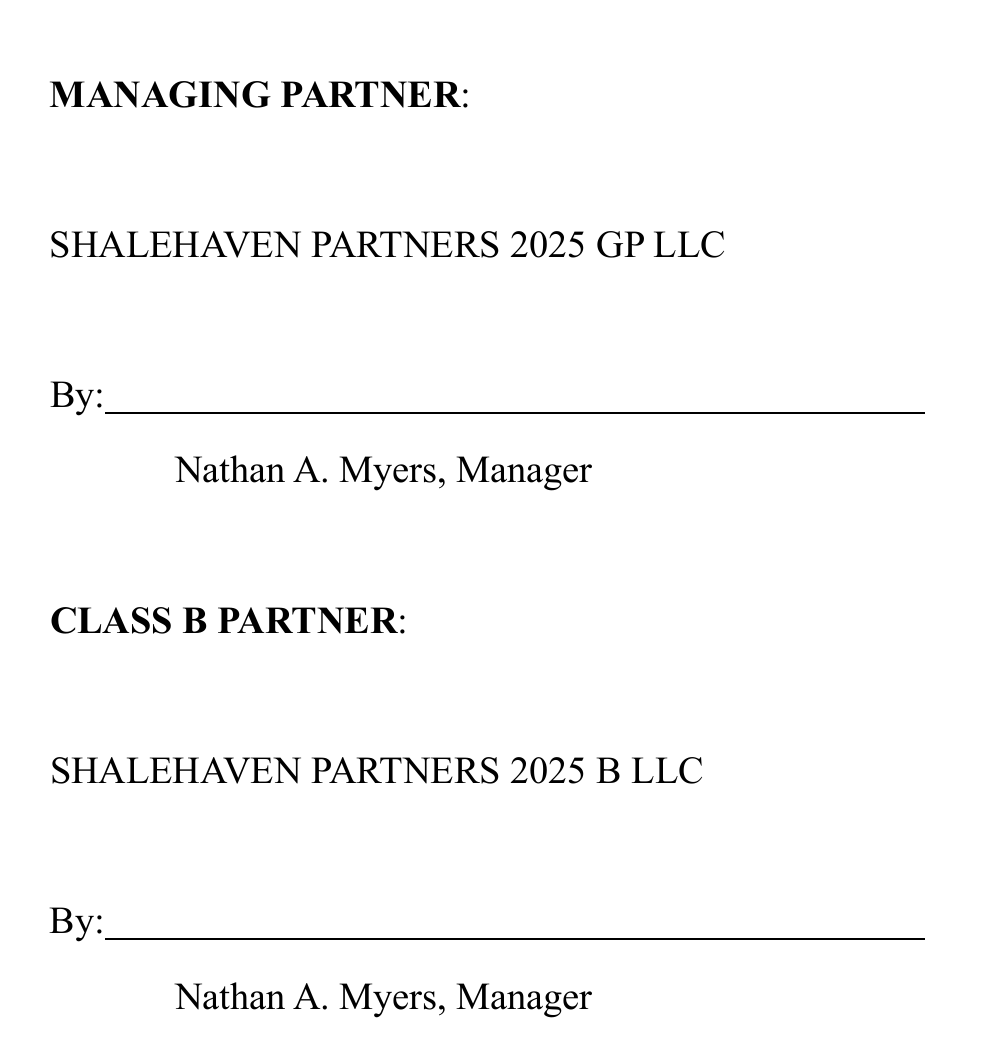 MANAGING PARTNER:
SHALEHAVEN PARTNERS 2025 GP LLC
By:
Nathan A. Myers, Manager
CLASS B PARTNER:
SHALEHAVEN PARTNERS 2025 B LLC
By:
Nathan A. Myers, Manager